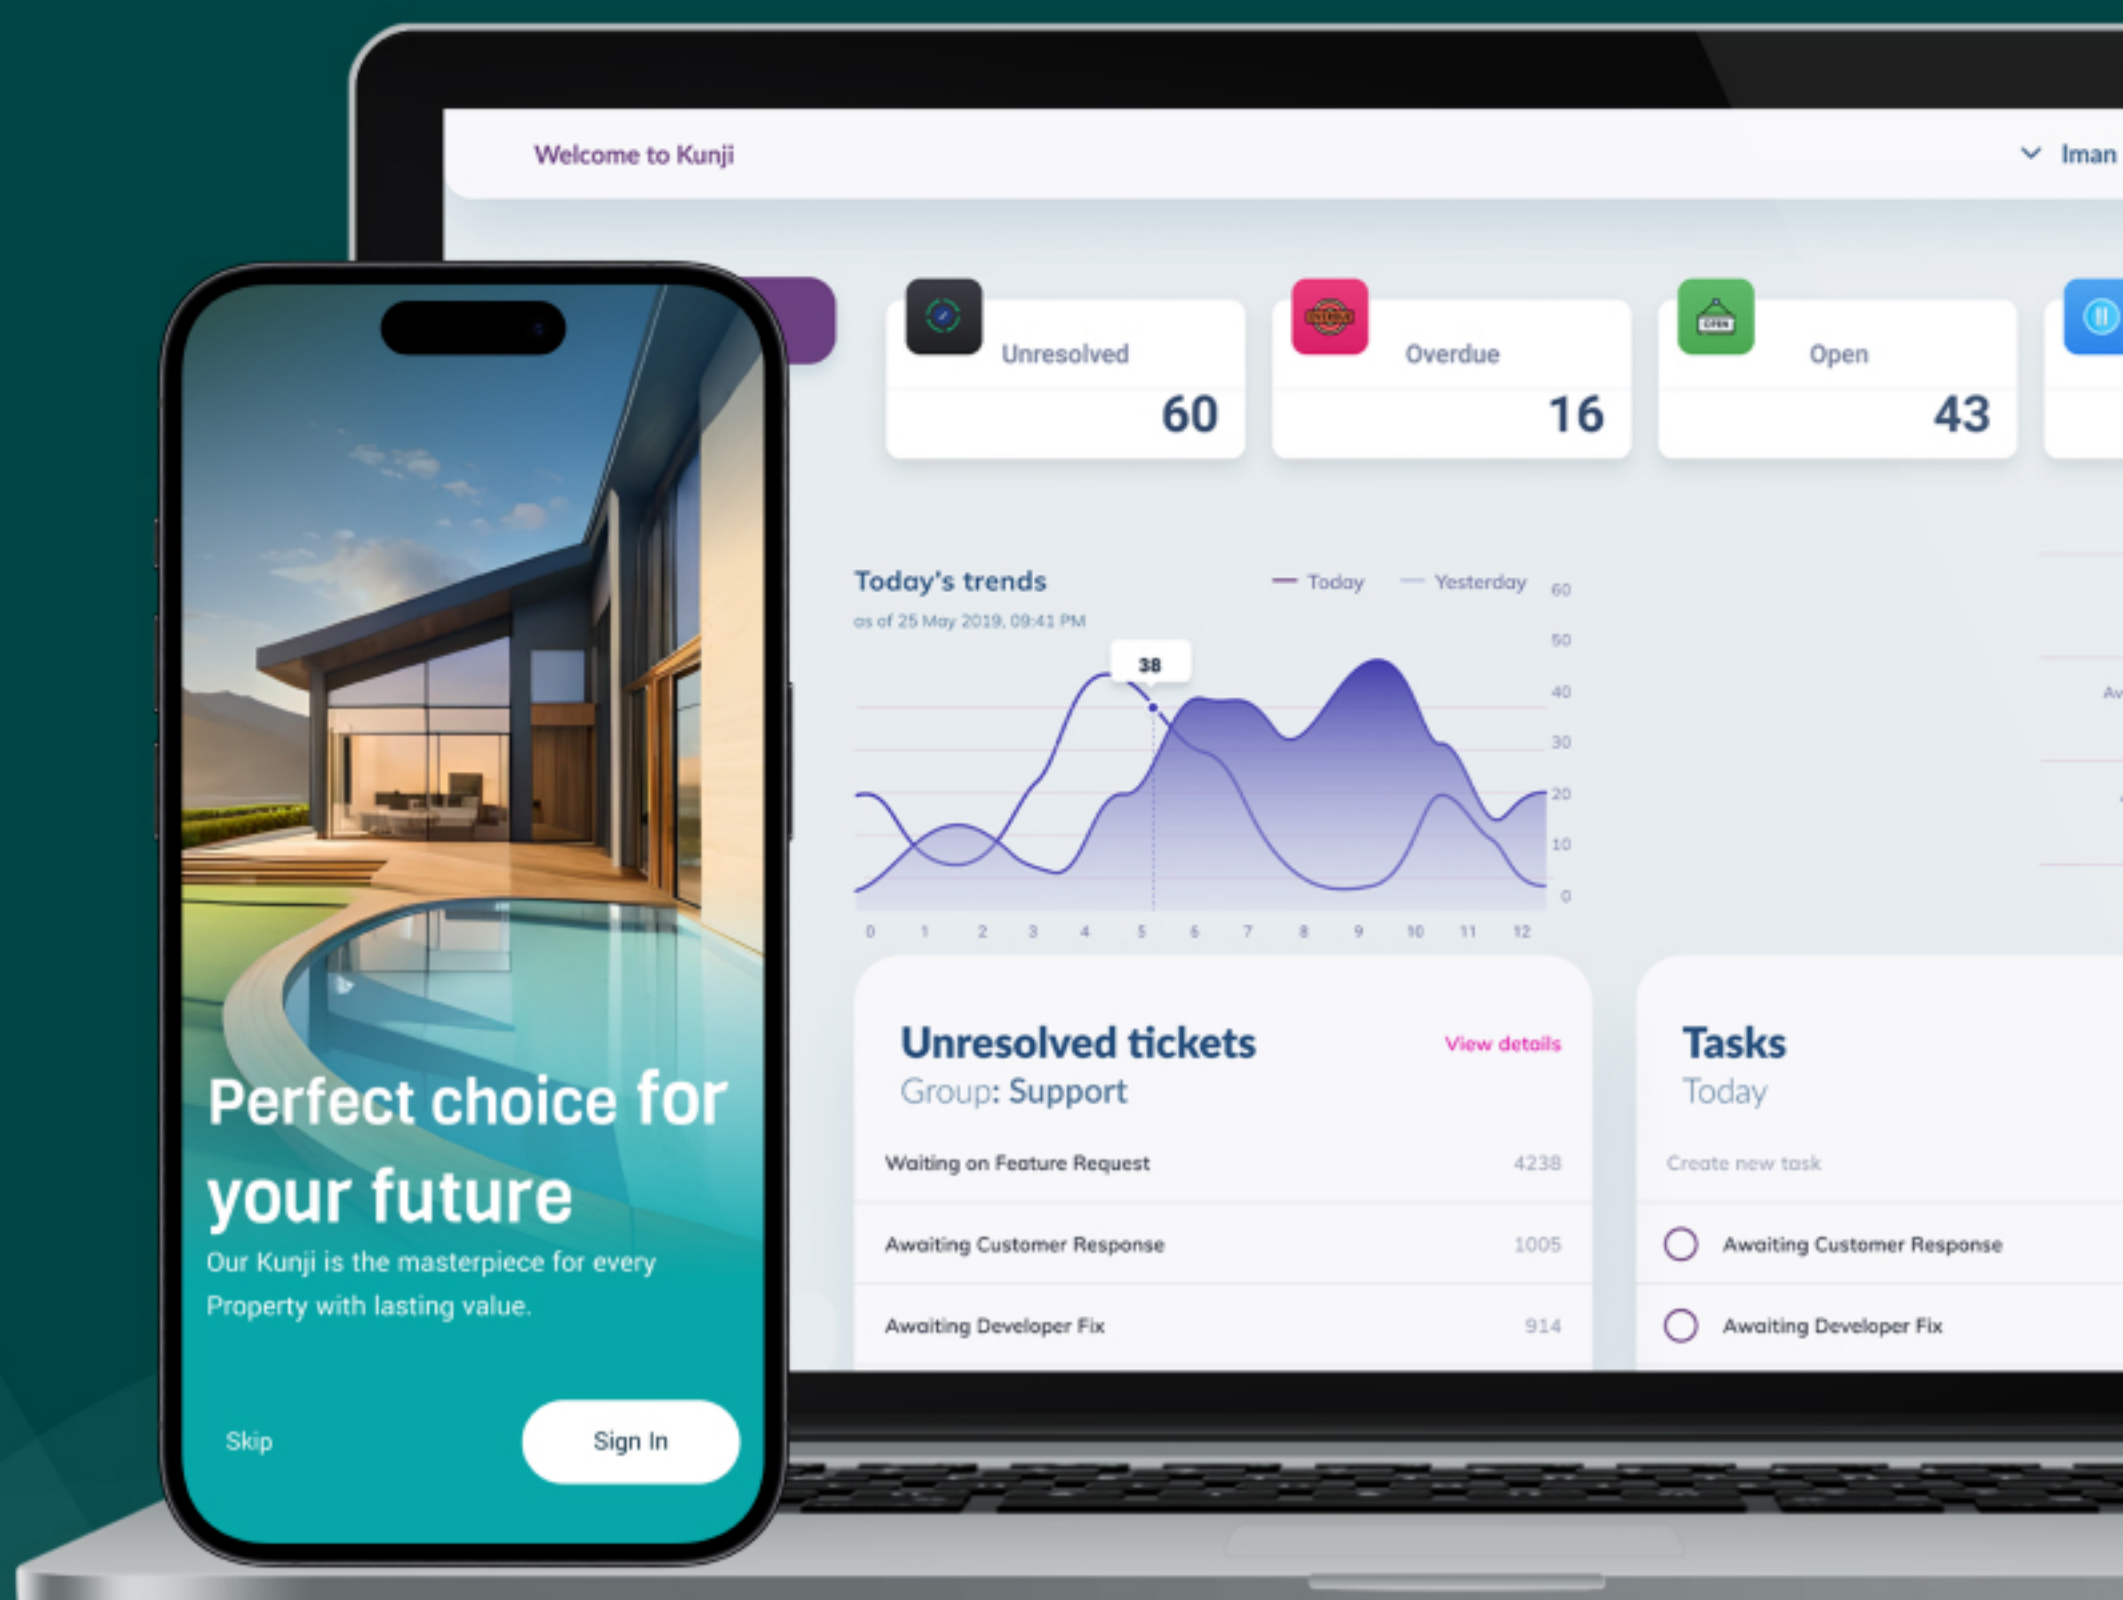 Welcome to Kunji
Iman
Unresolved
60
Overdue
16
OVERDUE
Open
43
OPEN
Today's trends
as of 25 May 2019, 09:41 PM
Today
Yesterday
38
60
50
40
30
20
10
0
0 1 2 3 4 5 6 7 8 9 10 11 12
Av
Unresolved tickets
View details
Group: Support
Waiting on Feature Request 4238
Awaiting Customer Response 1005
Awaiting Developer Fix 914
Tasks
Today
Create new task
Awaiting Customer Response
Awaiting Developer Fix
Perfect choice for
your future
Our Kunji is the masterpiece for every
Property with lasting value.
Skip
Sign In